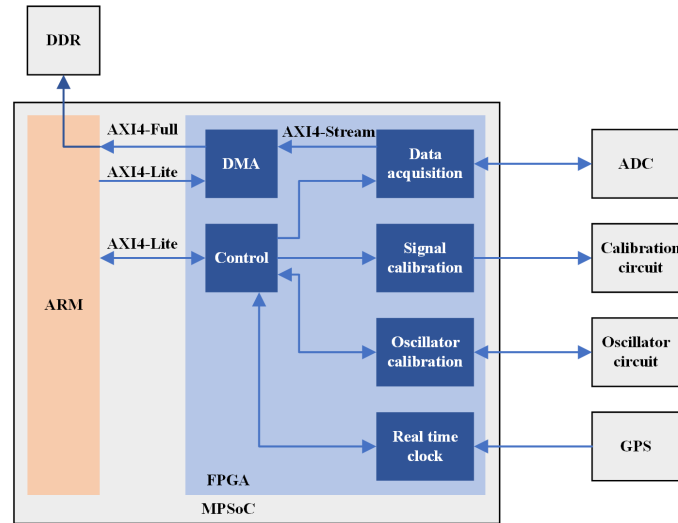 DDR
AXI4-Full
AXI4-Stream
DMA
Data
acquisition
ADC
AXI4-Lite
AXI4-Lite
Control
Signal
calibration
Calibration
circuit
ARM
Oscillator
calibration
Oscillator
circuit
Real time
clock
GPS
FPGA
MPSoC